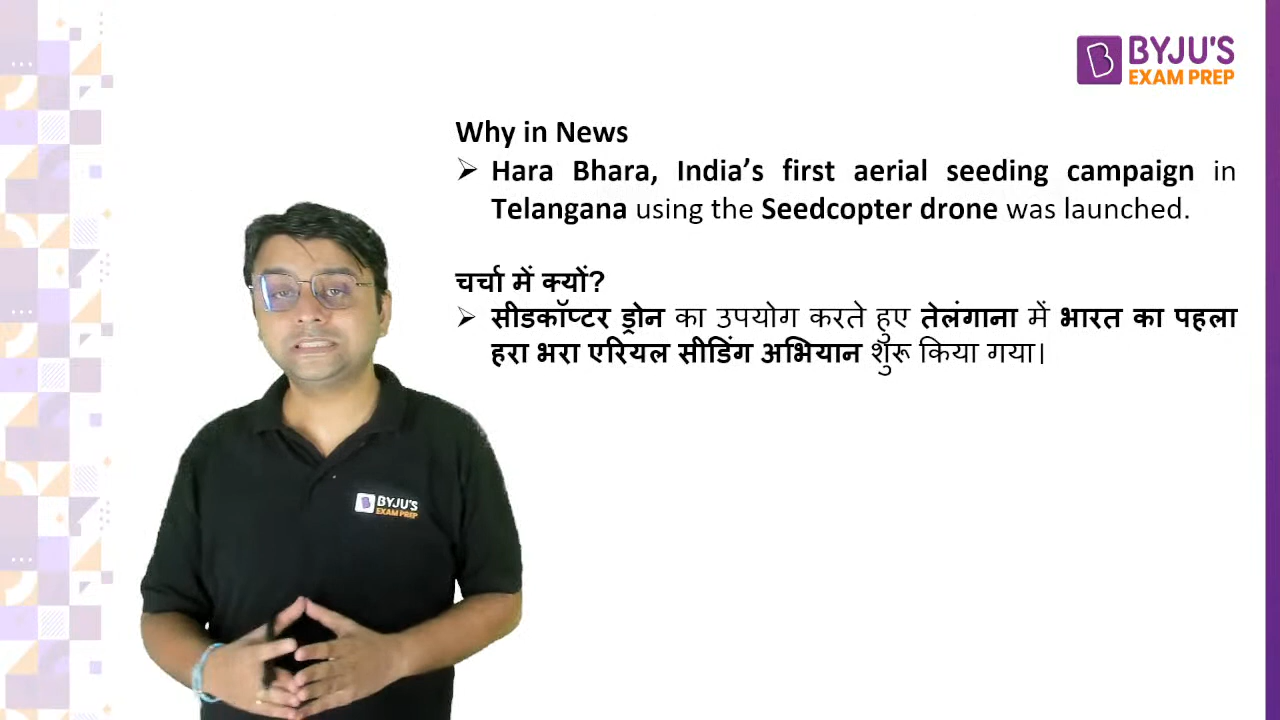 BYJU'S
EXAM PREP
Why in News
➢ Hara Bhara, India's first aerial seeding campaign in
Telangana using the Seedcopter drone was launched.
चर्चा में क्यों?
➢ सीडकॉप्टर ड्रोन का उपयोग करते हुए तेलंगाना में भारत का पहला
हरा भरा एरियल सीडिंग अभियान शुरू किया गया।
BYJU'S
EXAM PREP